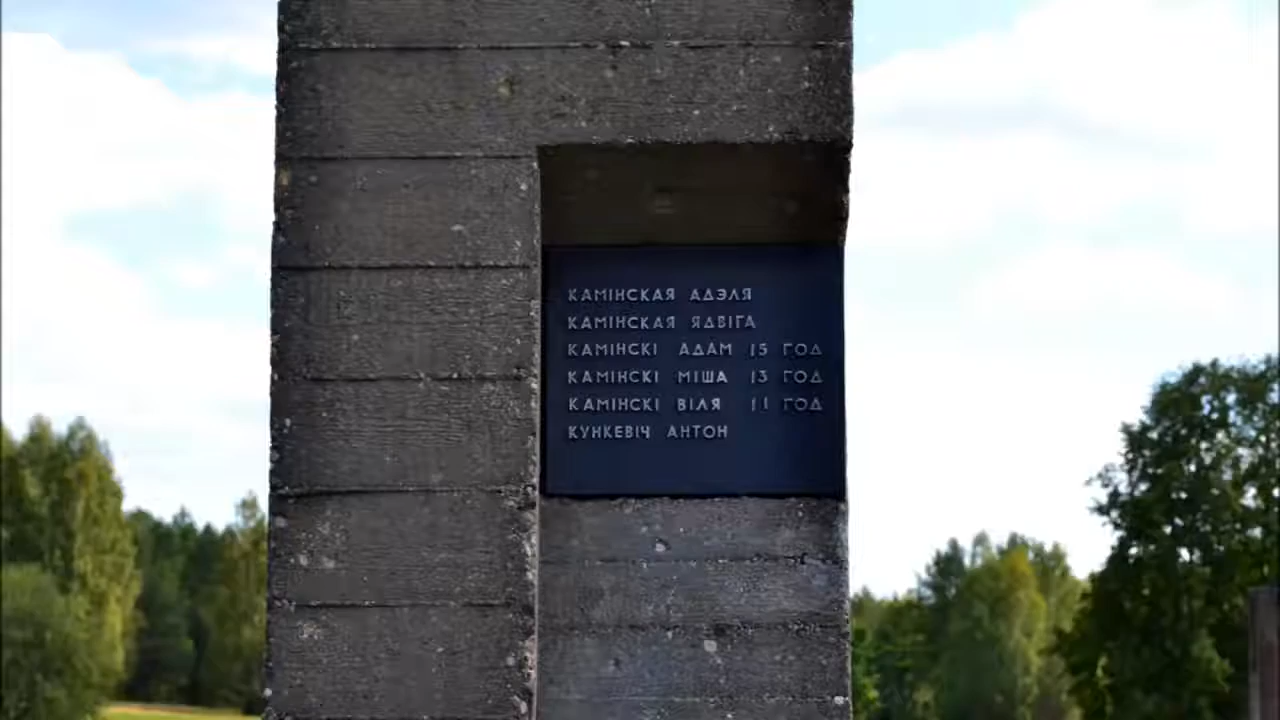 КАМІНСКАЯ АДЭЛЯ
КАМІНСКАЯ ЯДВІГА
КАМІНСКІ АДАМ 15 ГОД
КАМІНСКІ МІША 13 ГОД
КАМІНСКІ ВІЛЯ 11 ГОД
КУНКЕВІЧ АНТОН